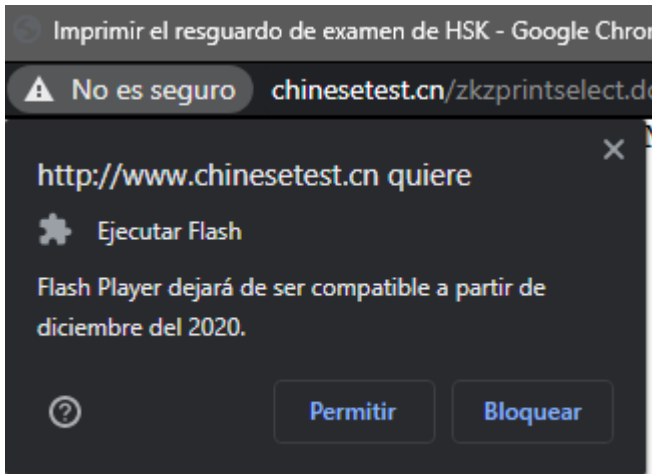 Imprimir el resguardo de examen de HSK - Google Chro
No es seguro chinesetest.cn/zkzprintselect.d
http://www.chinesetest.cn quiere
Ejecutar Flash
Flash Player dejará de ser compatible a partir de
diciembre del 2020.
Permitir Bloquear